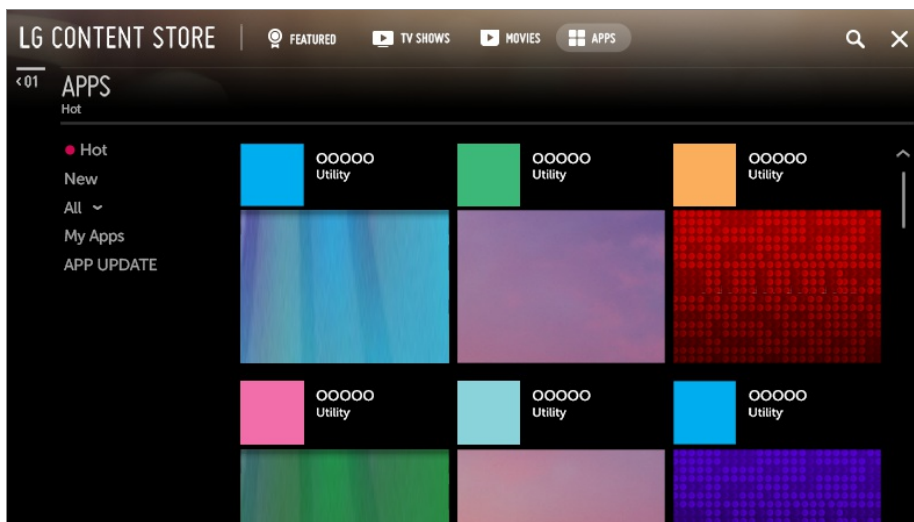 LG CONTENT STORE
FEATURED
TV SHOWS
MOVIES
APPS
01
APPS
Hot
Hot
New
All
My Apps
APP UPDATE
OOOOO
Utility
OOOOO
Utility
OOOOO
Utility
OOOOO
Utility
OOOOO
Utility
OOOOO
Utility